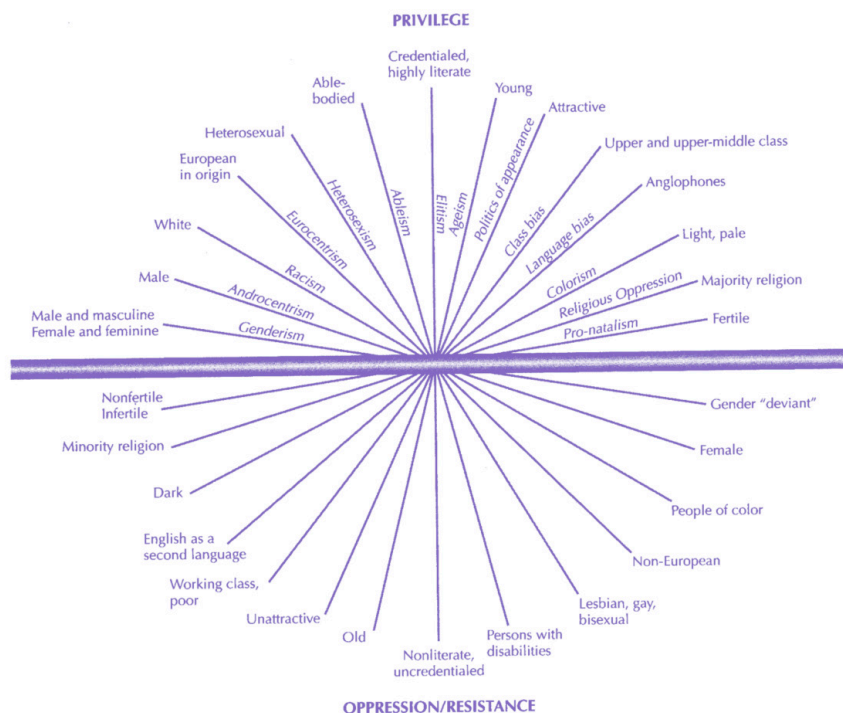 PRIVILEGE
Credentialed,
highly literate
Able-
bodied
Young
Attractive
Heterosexual
Upper and upper-middle class
European
in origin
Anglophones
White
Light, pale
Male
Majority religion
Male and masculine
Female and feminine
Fertile
Genderism
Androcentrism
Racism
Eurocentrism
Heterosexism
Ableism
Elitism
Ageism
Politics of appearance
Class bias
Language bias
Colorism
Religious Oppression
Pro-natalism
Nonfertile
Infertile
Gender "deviant"
Minority religion
Female
Dark
People of color
English as a
second language
Non-European
Working class,
poor
Lesbian, gay,
bisexual
Unattractive
Old
Persons with
disabilities
Nonliterate,
uncredentialed
OPPRESSION/RESISTANCE